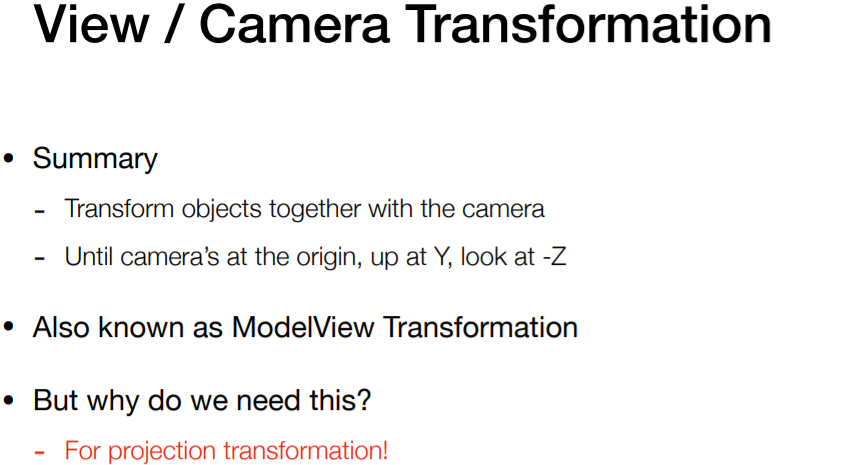 View / Camera Transformation
• Summary
- Transform objects together with the camera
- Until camera’s at the origin, up at Y, look at -Z
• Also known as ModelView Transformation
• But why do we need this?
- For projection transformation!